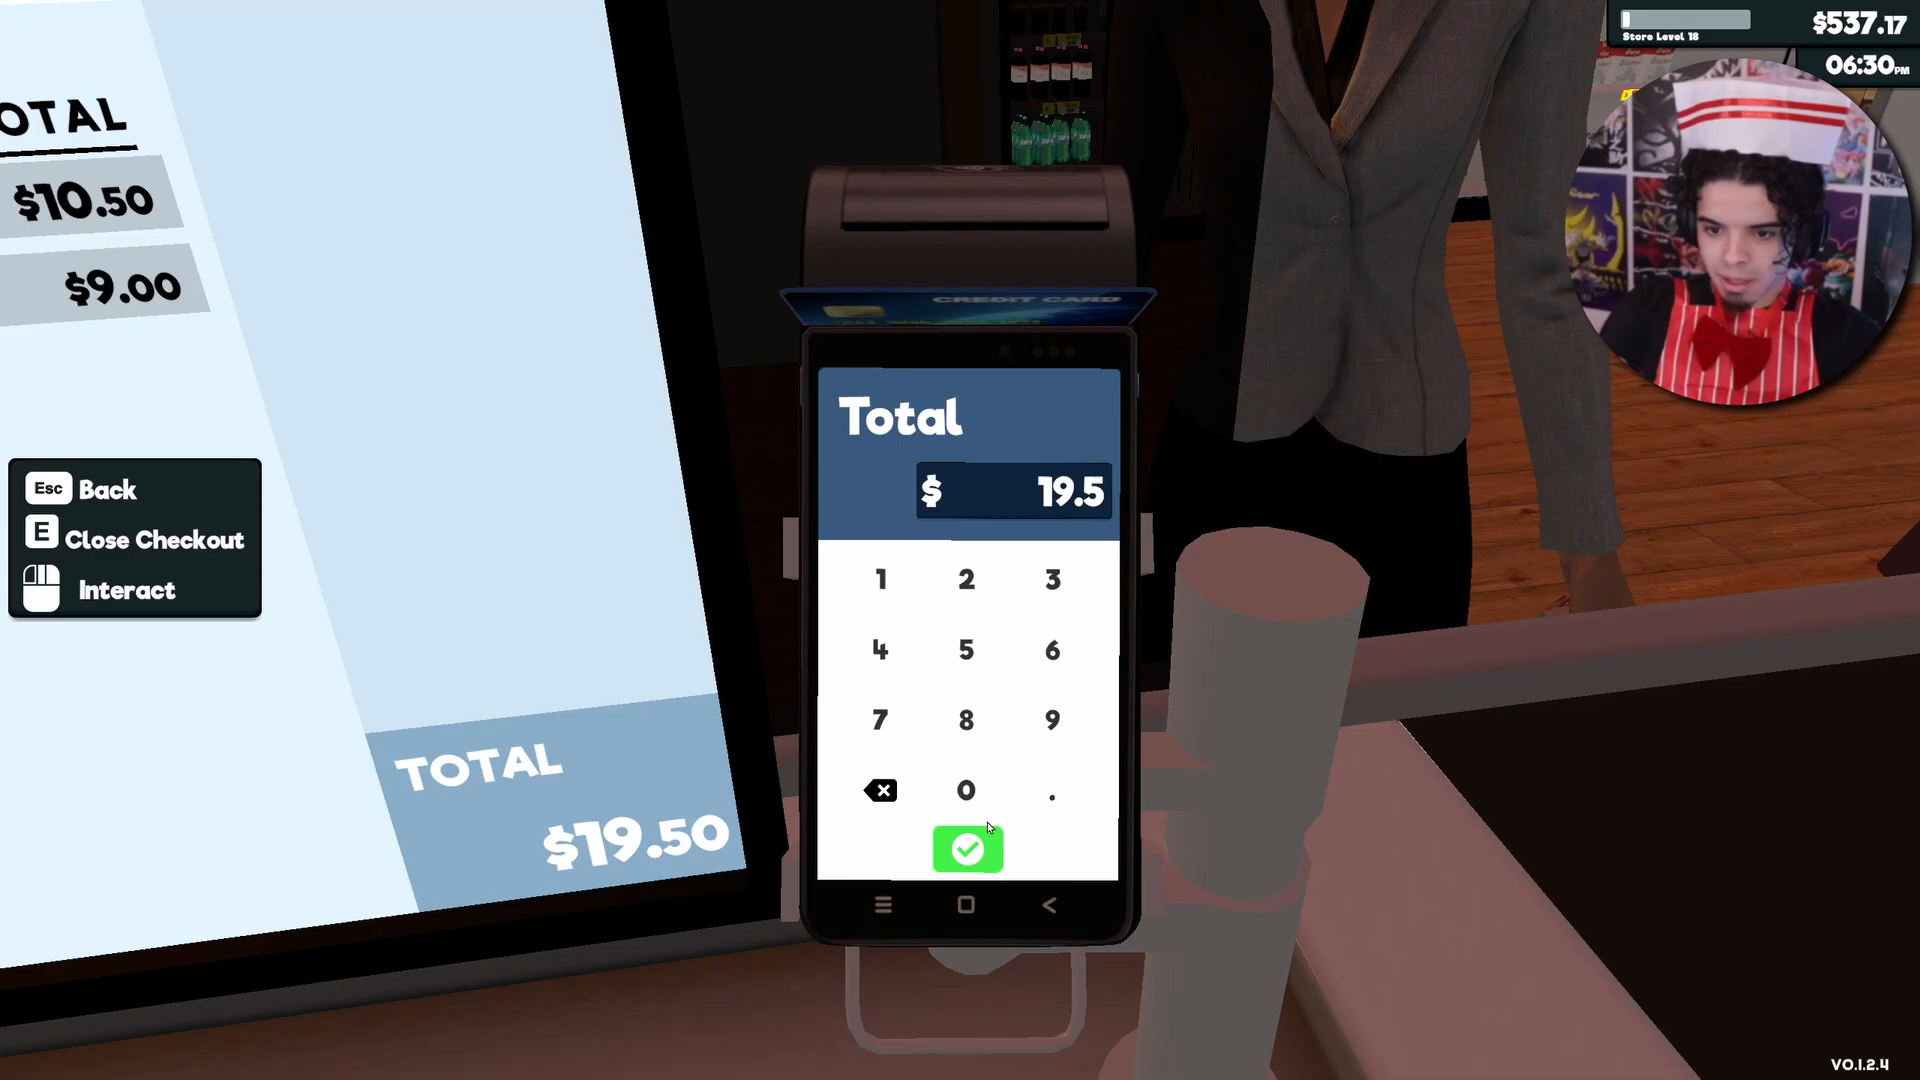 $537.17
Store Level 18
06:30PM
OTAL
$10.50
$9.00
CREDIT CARD
Total
$ 19.5
Esc Back
E Close Checkout
Interact
1 2 3
4 5 6
7 8 9
0 .
TOTAL
$19.50
V0.1.2.4